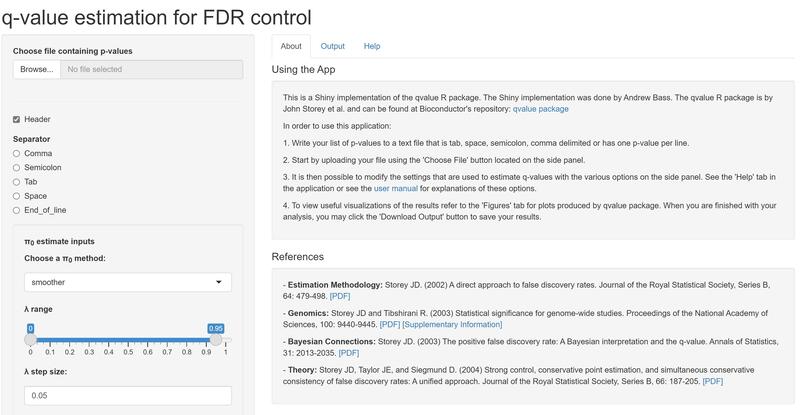 q-value estimation for FDR control
Choose file containing p-values
Browse... No file selected
Header
Separator
Comma
Semicolon
Tab
Space
End_of_line
π0 estimate inputs
Choose a π0 method:
smoother
λ range
0 0.95
0 0.1 0.2 0.3 0.4 0.5 0.6 0.7 0.8 0.9 1
λ step size:
0.05
About Output Help
Using the App
This is a Shiny implementation of the qvalue R package. The Shiny implementation was done by Andrew Bass. The qvalue R package is by
John Storey et al. and can be found at Bioconductor's repository: qvalue package
In order to use this application:
1. Write your list of p-values to a text file that is tab, space, semicolon, comma delimited or has one p-value per line.
2. Start by uploading your file using the 'Choose File' button located on the side panel.
3. It is then possible to modify the settings that are used to estimate q-values with the various options on the side panel. See the 'Help' tab in
the application or see the user manual for explanations of these options.
4. To view useful visualizations of the results refer to the 'Figures' tab for plots produced by qvalue package. When you are finished with your
analysis, you may click the 'Download Output' button to save your results.
References
- Estimation Methodology: Storey JD. (2002) A direct approach to false discovery rates. Journal of the Royal Statistical Society, Series B,
64: 479-498. [PDF]
- Genomics: Storey JD and Tibshirani R. (2003) Statistical significance for genome-wide studies. Proceedings of the National Academy of
Sciences, 100: 9440-9445. [PDF] [Supplementary Information]
- Bayesian Connections: Storey JD. (2003) The positive false discovery rate: A Bayesian interpretation and the q-value. Annals of Statistics,
31: 2013-2035. [PDF]
- Theory: Storey JD, Taylor JE, and Siegmund D. (2004) Strong control, conservative point estimation, and simultaneous conservative
consistency of false discovery rates: A unified approach. Journal of the Royal Statistical Society, Series B, 66: 187-205. [PDF]